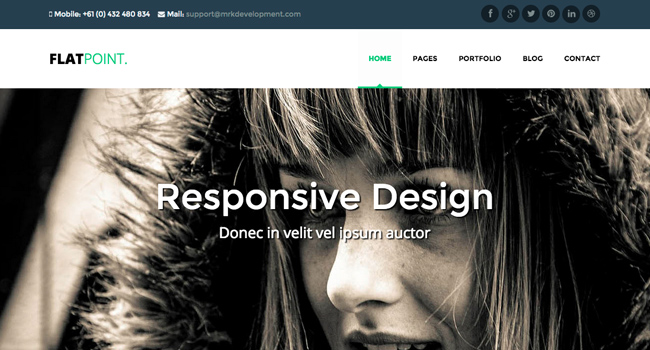 Mobile: +61 (0) 432 480 834 Mail: support@mrkdevelopment.com
FLATPOINT.
HOME PAGES PORTFOLIO BLOG CONTACT
Responsive Design
Donec in velit vel ipsum auctor